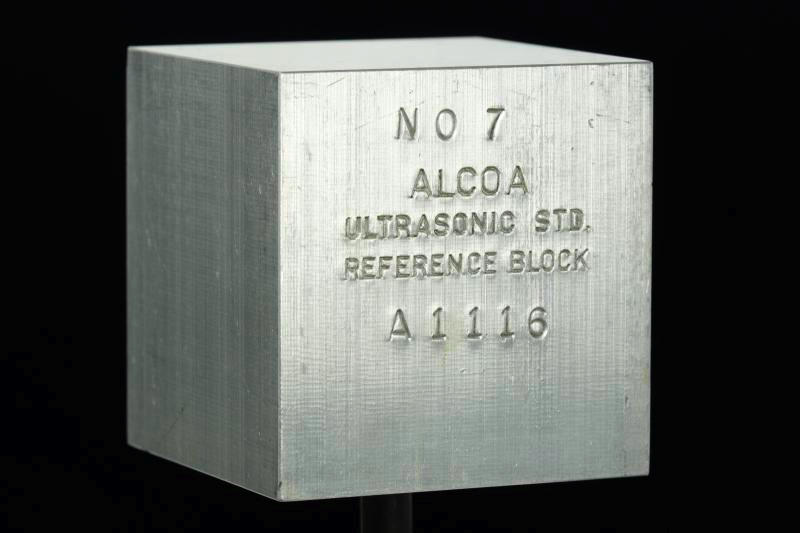 NO 7
ALCOA
ULTRASONIC STD.
REFERENCE BLOCK
A1116